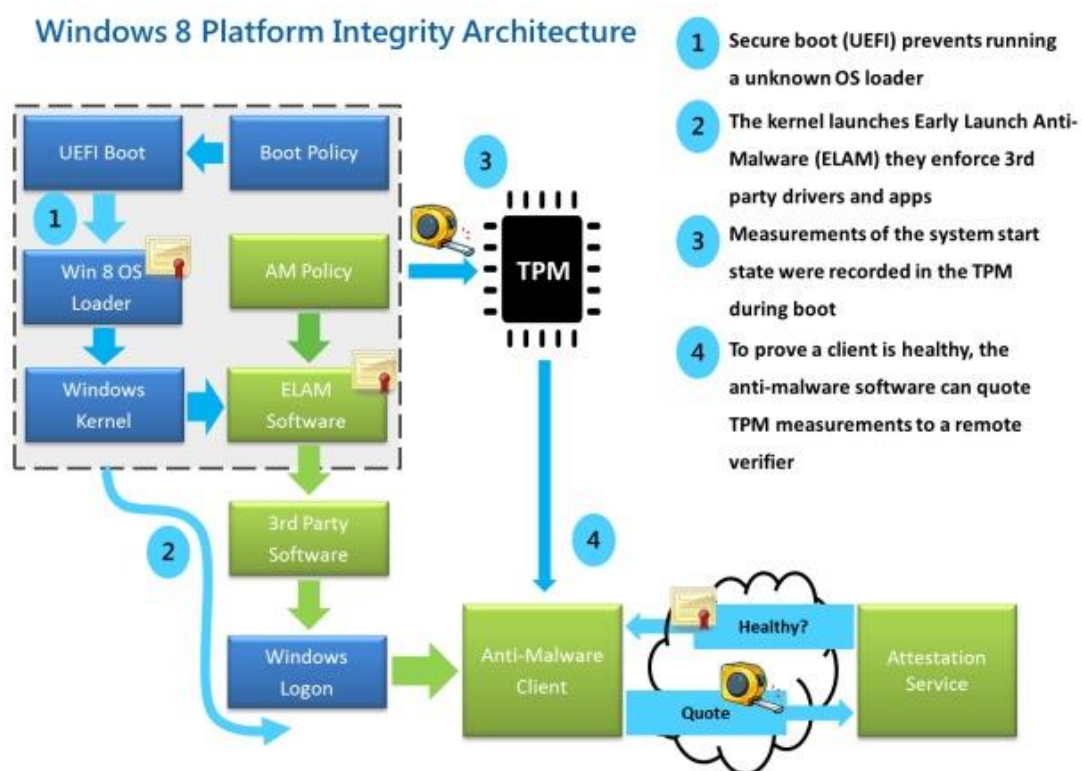 Windows 8 Platform Integrity Architecture
1
Secure boot (UEFI) prevents running
a unknown OS loader
2
The kernel launches Early Launch Anti-
Malware (ELAM) they enforce 3rd
party drivers and apps
3
Measurements of the system start
state were recorded in the TPM
during boot
4
To prove a client is healthy, the
anti-malware software can quote
TPM measurements to a remote
verifier
UEFI Boot
Boot Policy
3
1
Win 8 OS
Loader
AM Policy
TPM
Windows
Kernel
ELAM
Software
2
3rd Party
Software
4
Windows
Logon
Anti-Malware
Client
Healthy?
Quote
Attestation
Service